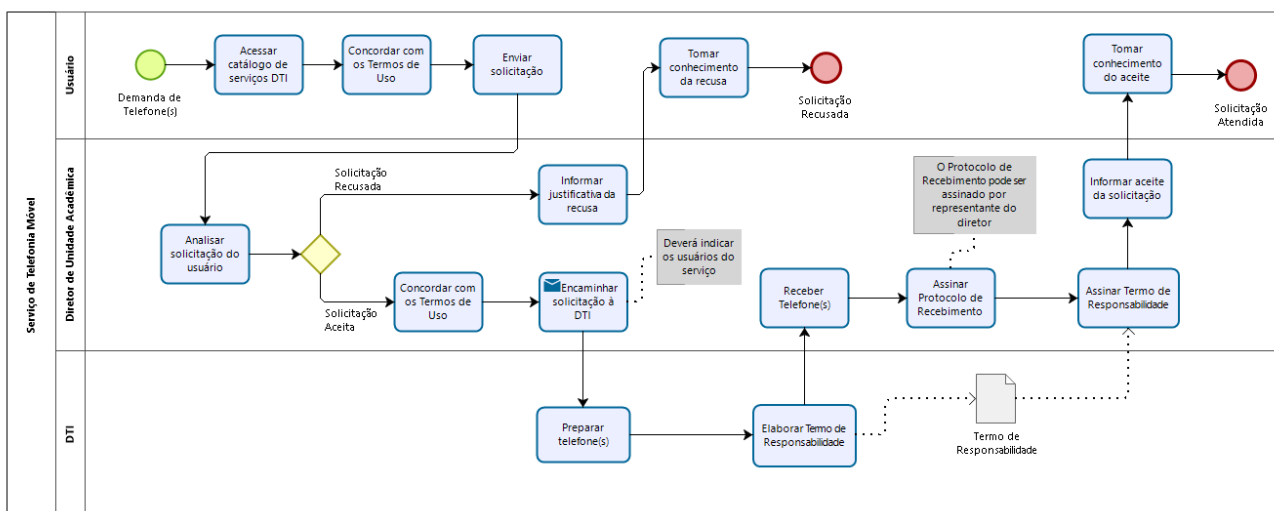 Serviço de Telefonia Móvel
Usuário
Demanda de
Telefone(s)
Acessar
catálogo de
serviços DTI
Concordar com
os Termos de
Uso
Enviar
solicitação
Tomar
conhecimento
da recusa
Solicitação
Recusada
Tomar
conhecimento
do aceite
Solicitação
Atendida
Diretor de Unidade Acadêmica
Analisar
solicitação do
usuário
Solicitação
Recusada
Informar
justificativa da
recusa
Solicitação
Aceita
Concordar com
os Termos de
Uso
Encaminhar
solicitação à
DTI
Deverá indicar
os usuários do
serviço
Receber
Telefone(s)
O Protocolo de
Recebimento pode ser
assinado por
representante do
diretor
Assinar
Protocolo de
Recebimento
Informar aceite
da solicitação
Assinar Termo de
Responsabilidade
DTI
Preparar
telefone(s)
Elaborar Termo de
Responsabilidade
Termo de
Responsabilidade